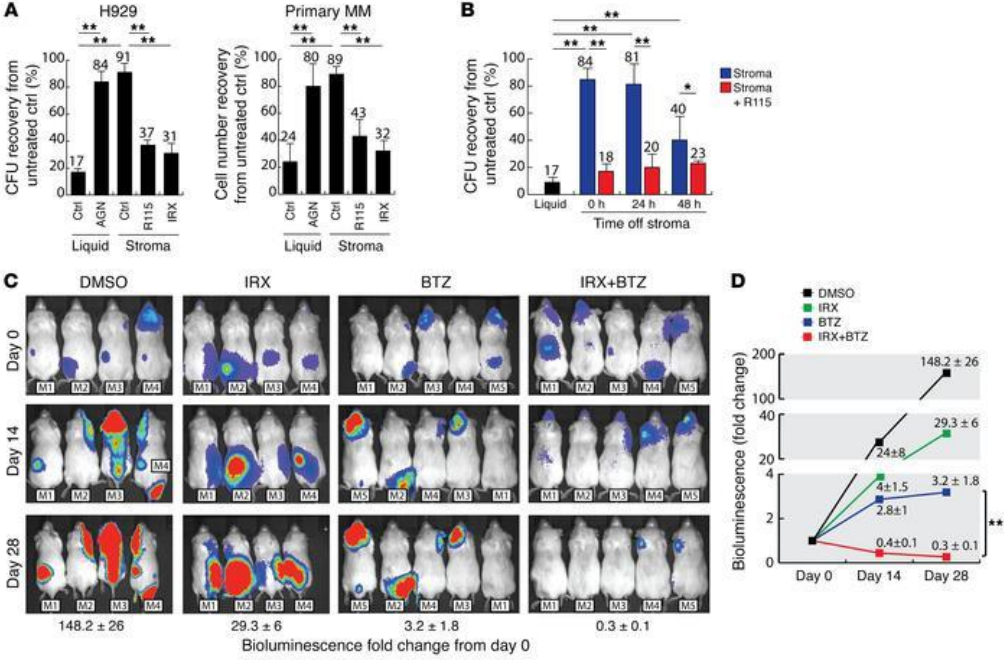 A
H929
CFU recovery from
untreated ctrl (%)
100
80
60
40
20
0
**
**
**
**
17
84
91
37
31
Ctrl
AGN
Ctrl
R115
IRX
Liquid
Stroma
Primary MM
Cell number recovery
from untreated ctrl (%)
100
80
60
40
20
0
**
**
**
**
24
80
89
43
32
Ctrl
AGN
Ctrl
R115
IRX
Liquid
Stroma
B
CFU recovery from
untreated ctrl (%)
100
80
60
40
20
0
**
**
**
**
**
*
17
84
18
81
20
40
23
Liquid
0 h
24 h
48 h
Time off stroma
Stroma
Stroma
+ R115
C
DMSO
IRX
BTZ
IRX+BTZ
Day 0
M1 M2 M3 M4
M1 M2 M3 M4
M1 M2 M3 M4 M5
M1 M2 M3 M4 M5
Day 14
M1 M2 M3 M4
M1 M2 M3 M4
M5 M2 M4 M3 M1
M1 M2 M3 M4 M5
Day 28
M1 M2 M3 M4
M1 M2 M3 M4
M5 M2 M4 M3 M1
M1 M2 M3 M4 M5
148.2 ± 26
29.3 ± 6
3.2 ± 1.8
0.3 ± 0.1
Bioluminescence fold change from day 0
D
DMSO
IRX
BTZ
IRX+BTZ
Bioluminescence (fold change)
200
100
40
20
4
2
0
148.2 ± 26
29.3 ± 6
24±8
4±1.5
3.2 ± 1.8
2.8±1
0.4±0.1
0.3 ± 0.1
**
Day 0
Day 14
Day 28